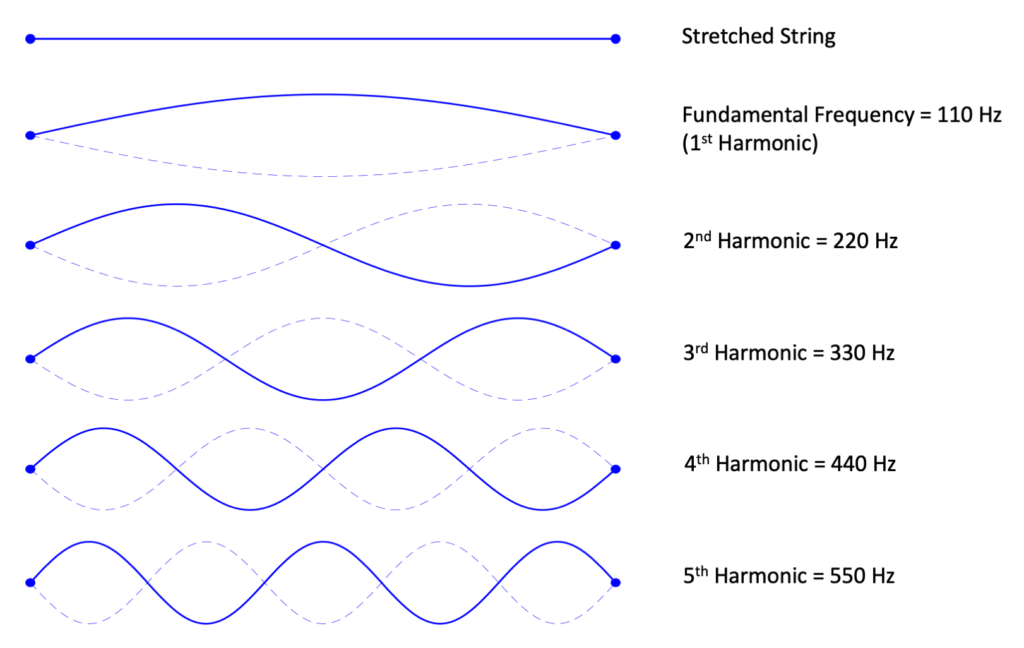 Stretched String
Fundamental Frequency = 110 Hz
(1st Harmonic)
2nd Harmonic = 220 Hz
3rd Harmonic = 330 Hz
4th Harmonic = 440 Hz
5th Harmonic = 550 Hz